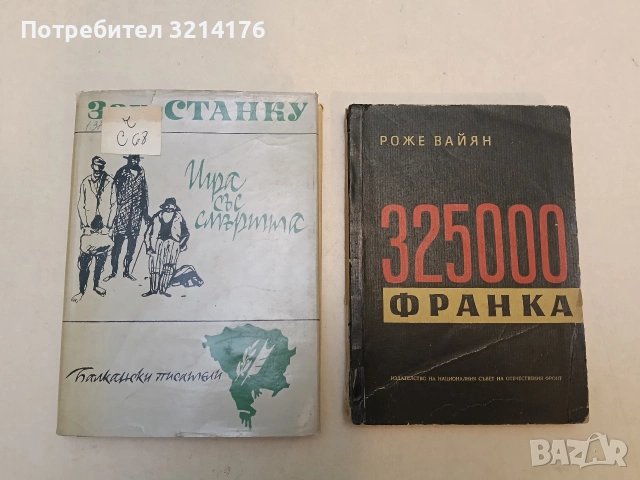 Потребител 3214176
СТАНКУ
Ч
С 68
Игра
със
смъртта
Балкански писатели
РОЖЕ ВАЙЯН
325000
ФРАНКА
ИЗДАТЕЛСТВО НА НАЦИОНАЛНИЯ СЪВЕТ НА ОТЕЧЕСТВЕНИЯ ФРОНТ
BAZAR